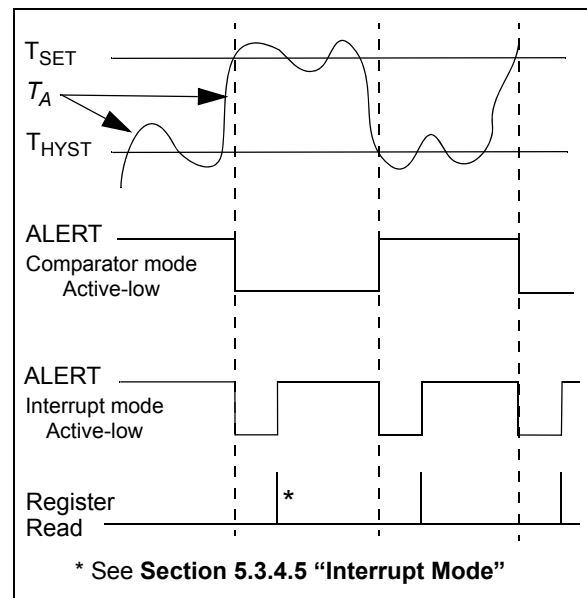 TSET
TA
THYST
ALERT
Comparator mode
Active-low
ALERT
Interrupt mode
Active-low
Register
Read
*
* See Section 5.3.4.5 “Interrupt Mode”